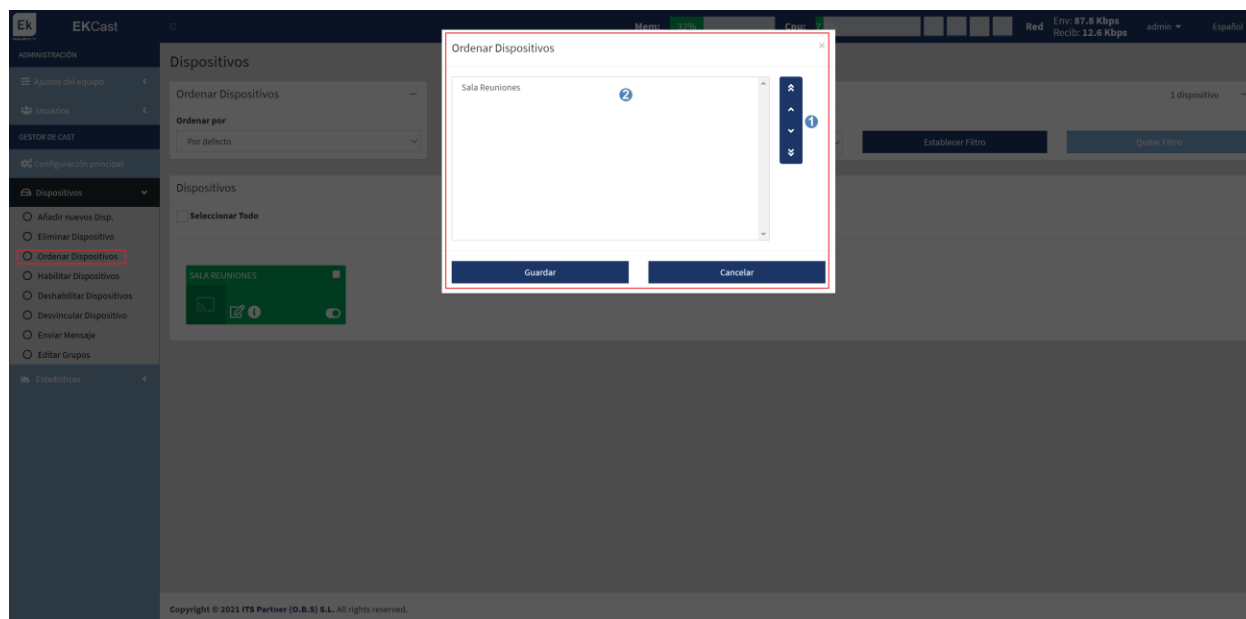 Ek
EKCast
Mem: 32%
Cpu: 7
Red
Env: 87.8 Kbps
Recib: 12.6 Kbps
admin
Español
ADMINISTRACIÓN
Ajustes del equipo
Usuarios
GESTOR DE CAST
Configuración principal
Dispositivos
Añadir nuevos Disp.
Eliminar Dispositivo
Ordenar Dispositivos
Habilitar Dispositivos
Deshabilitar Dispositivos
Desvincular Dispositivo
Enviar Mensaje
Editar Grupos
Estadísticas
Dispositivos
Ordenar Dispositivos
Ordenar por
Por defecto
1 dispositivo
Establecer Filtro
Quitar Filtro
Dispositivos
Seleccionar Todo
SALA REUNIONES
Ordenar Dispositivos
×
Sala Reuniones
2
1
Guardar
Cancelar
Copyright © 2021 ITS Partner (O.B.S) S.L. All rights reserved.